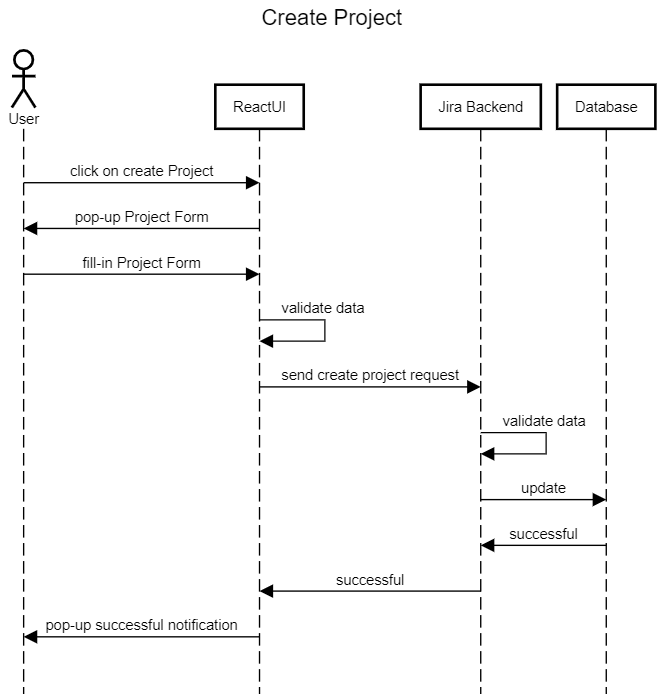 Create Project
User
ReactUI
Jira Backend
Database
click on create Project
pop-up Project Form
fill-in Project Form
validate data
send create project request
validate data
update
successful
successful
pop-up successful notification